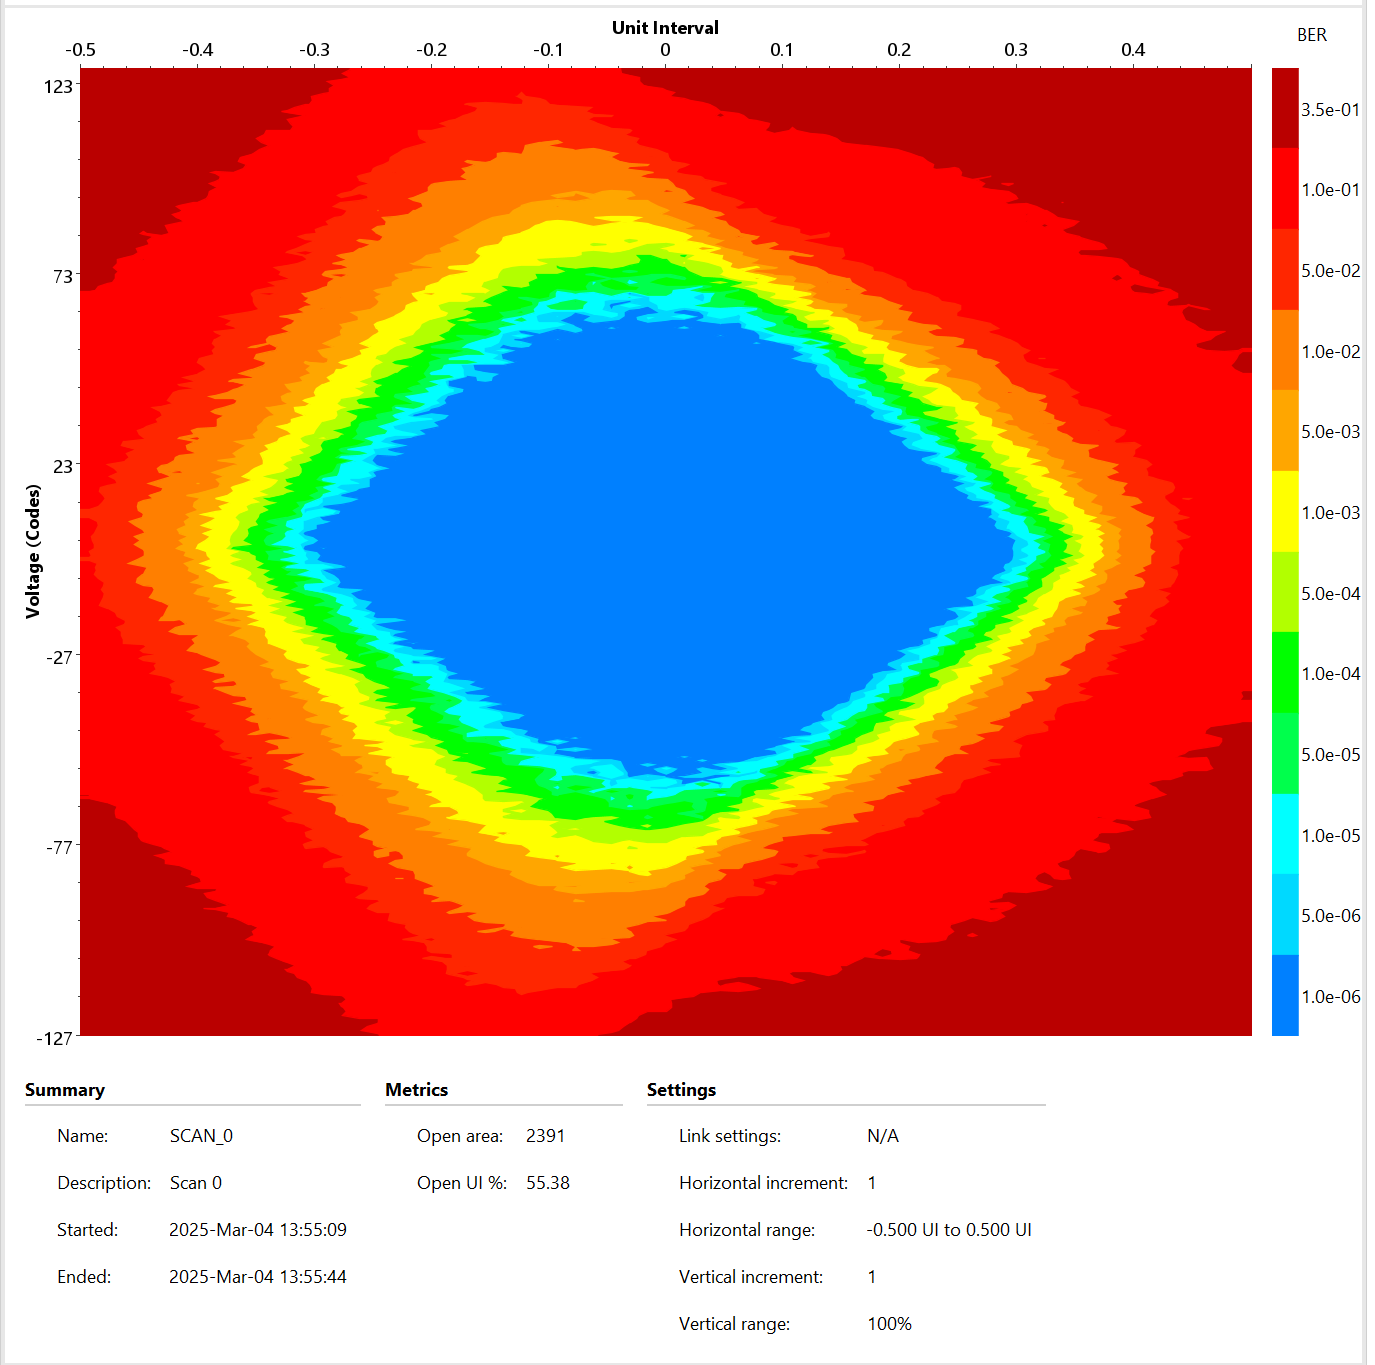 Unit Interval
BER
-0.5 -0.4 -0.3 -0.2 -0.1 0 0.1 0.2 0.3 0.4
123
3.5e-01
1.0e-01
73
5.0e-02
1.0e-02
5.0e-03
23
1.0e-03
Voltage (Codes)
5.0e-04
-27
1.0e-04
5.0e-05
1.0e-05
-77
5.0e-06
1.0e-06
-127
Summary Metrics Settings
Name: SCAN_0 Open area: 2391 Link settings: N/A
Description: Scan 0 Open UI %: 55.38 Horizontal increment: 1
Started: 2025-Mar-04 13:55:09 Horizontal range: -0.500 UI to 0.500 UI
Ended: 2025-Mar-04 13:55:44 Vertical increment: 1
Vertical range: 100%